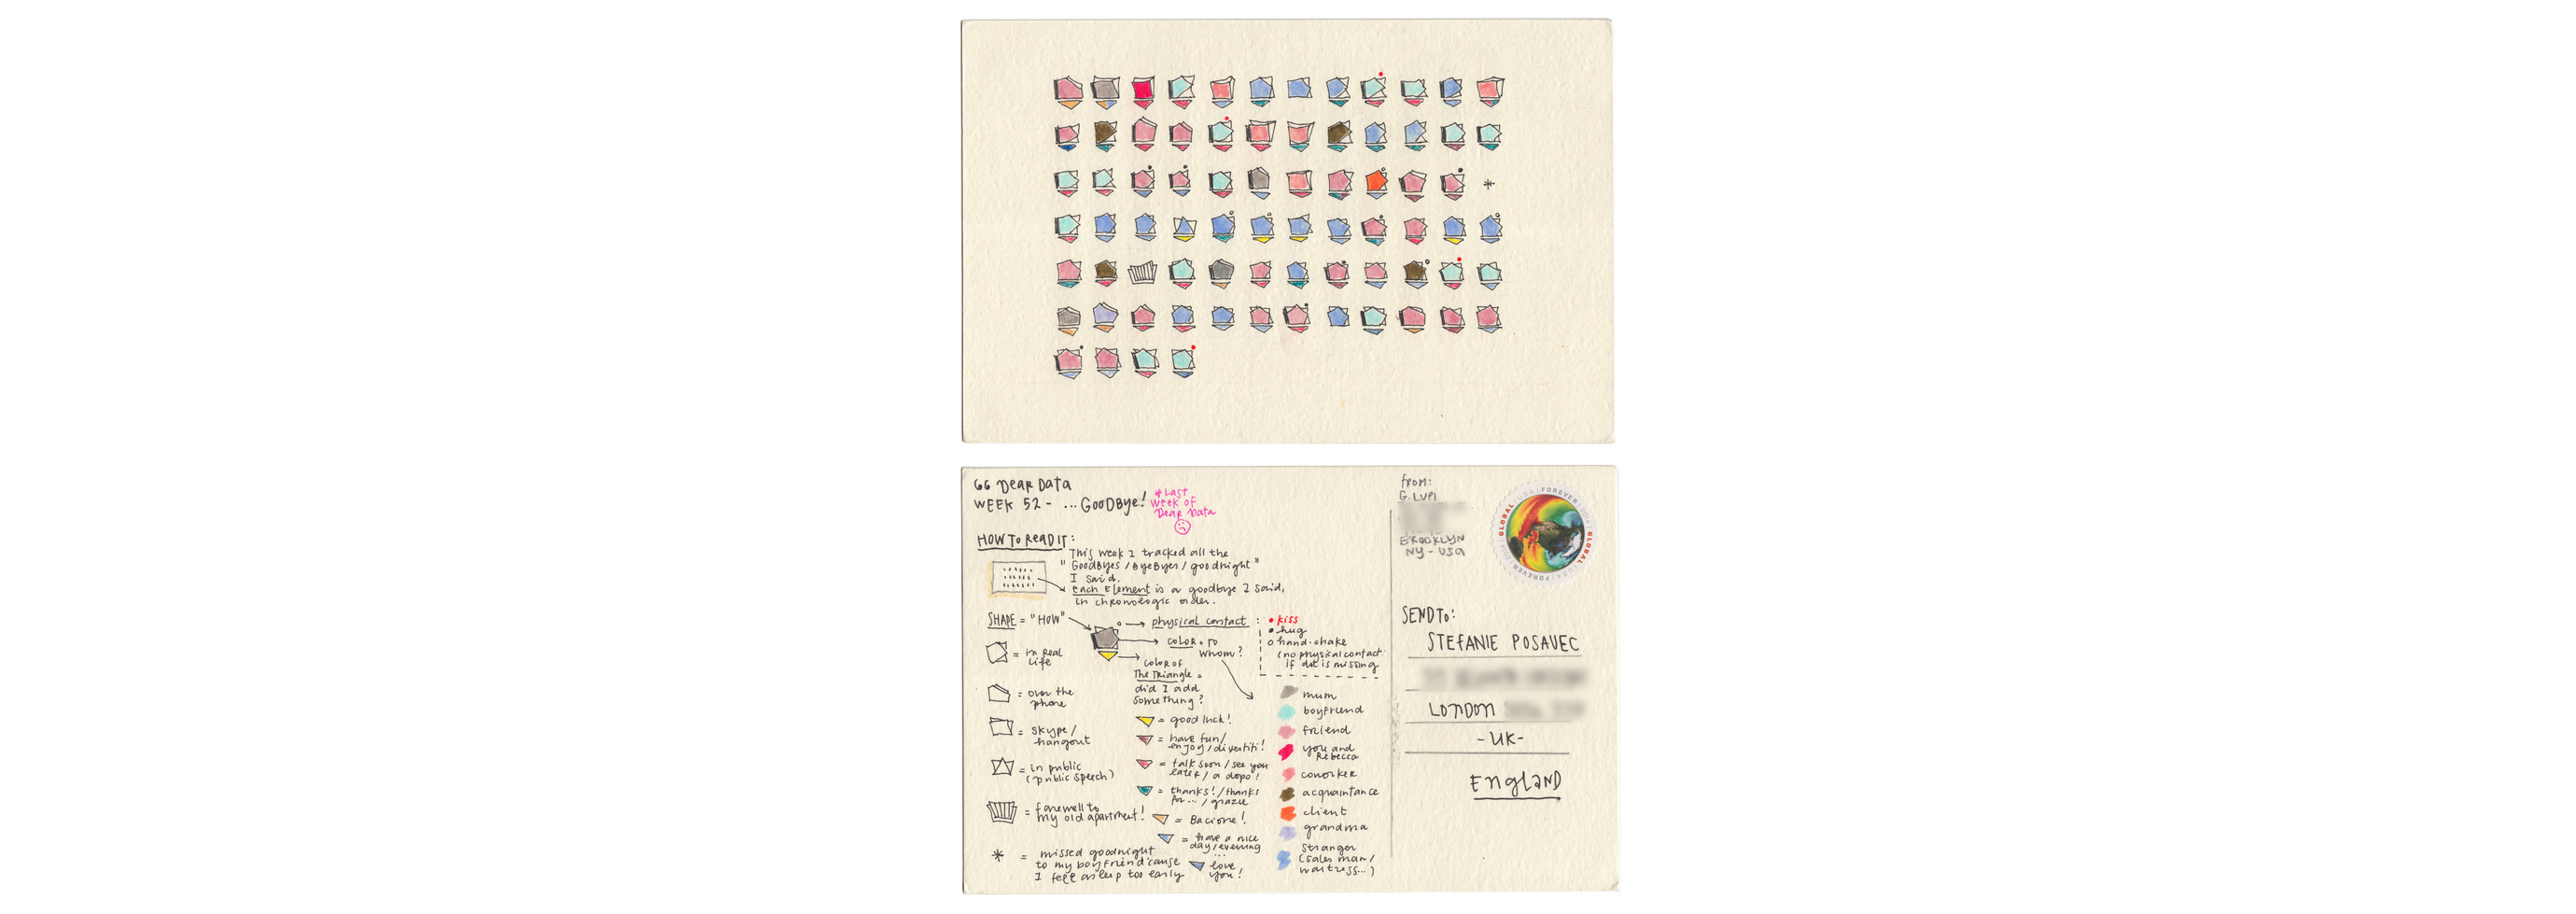 GG DEAR DATA
WEEK 52 - ... GOODBYE!
* LAST
WEEK OF
DEAR DATA
HOW TO READ IT:
This week I tracked all the
"GOODBYES / BYEBYES / goodnight"
I said.
EACH ELEMENT is a goodbye I said,
in chronologic order.
SHAPE = "HOW"
= in REAL
LIFE
= over the
phone
= SKYPE/
hangout
= in public
(public speech)
= farewell to
my old apartment!
* = missed goodnight
to my boyfriend 'cause
I fell asleep too early
physical contact :
COLOR = TO
WHOM?
COLOR OF
THE TRIANGLE =
did I add
something?
= good luck!
= have fun/
enjoy/divertiti!
= talk soon/see you
later/a dopo!
= thanks!/thanks
for.../grazie
= Bacione!
= have a nice
day/evening
...
= love
you!
kiss
hug
hand-shake
(no physical contact
if dot is missing
mum
boyfriend
friend
you and
Rebecca
coworker
acquaintance
client
grandma
stranger
(sales man/
waitress...)
FROM:
G. LUPI
BROOKLYN
NY - USA
GLOBAL USA FOREVER
SEND TO:
STEFANIE POSAVEC
LONDON
-UK-
ENGLAND